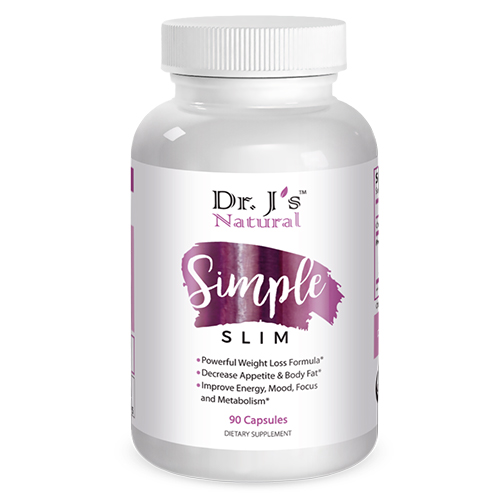 Dr. J's™
Natural
Simple
SLIM
•Powerful Weight Loss Formula*
•Decrease Appetite & Body Fat*
•Improve Energy, Mood, Focus
and Metabolism*
90 Capsules
DIETARY SUPPLEMENT